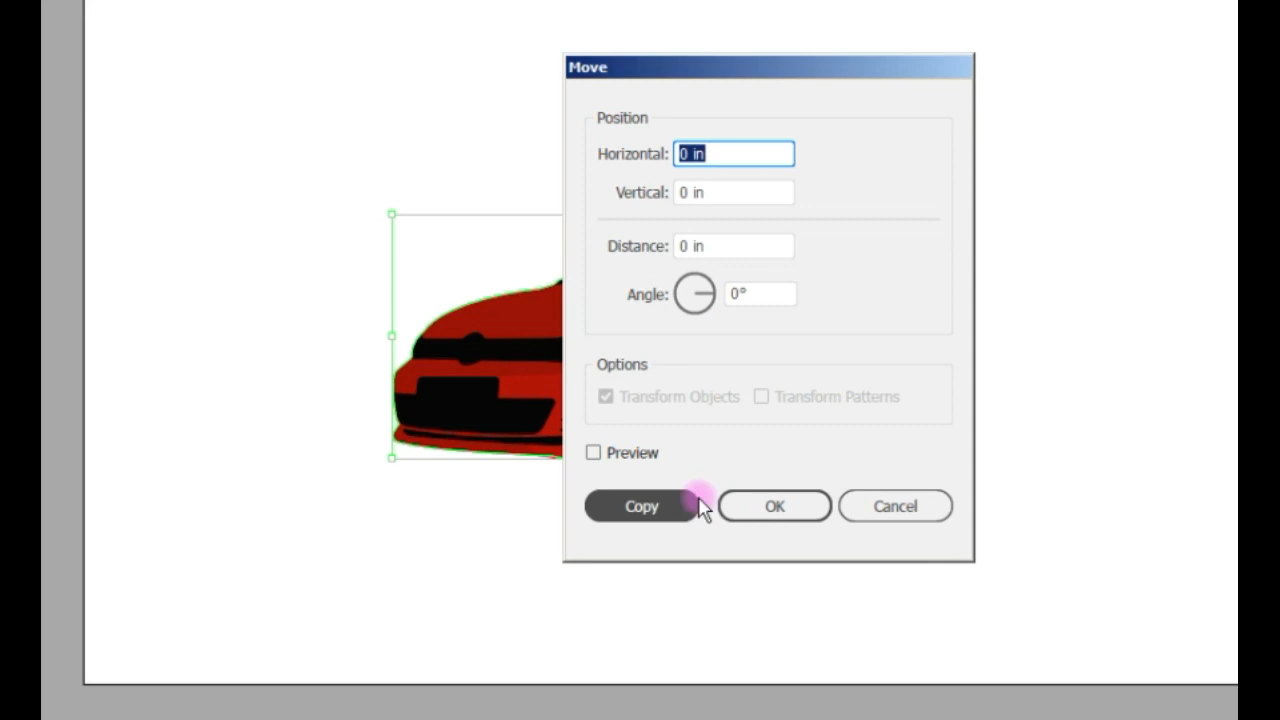 Move
Position
Horizontal: 0 in
Vertical: 0 in
Distance: 0 in
Angle: 0°
Options
Transform Objects Transform Patterns
Preview
Copy OK Cancel